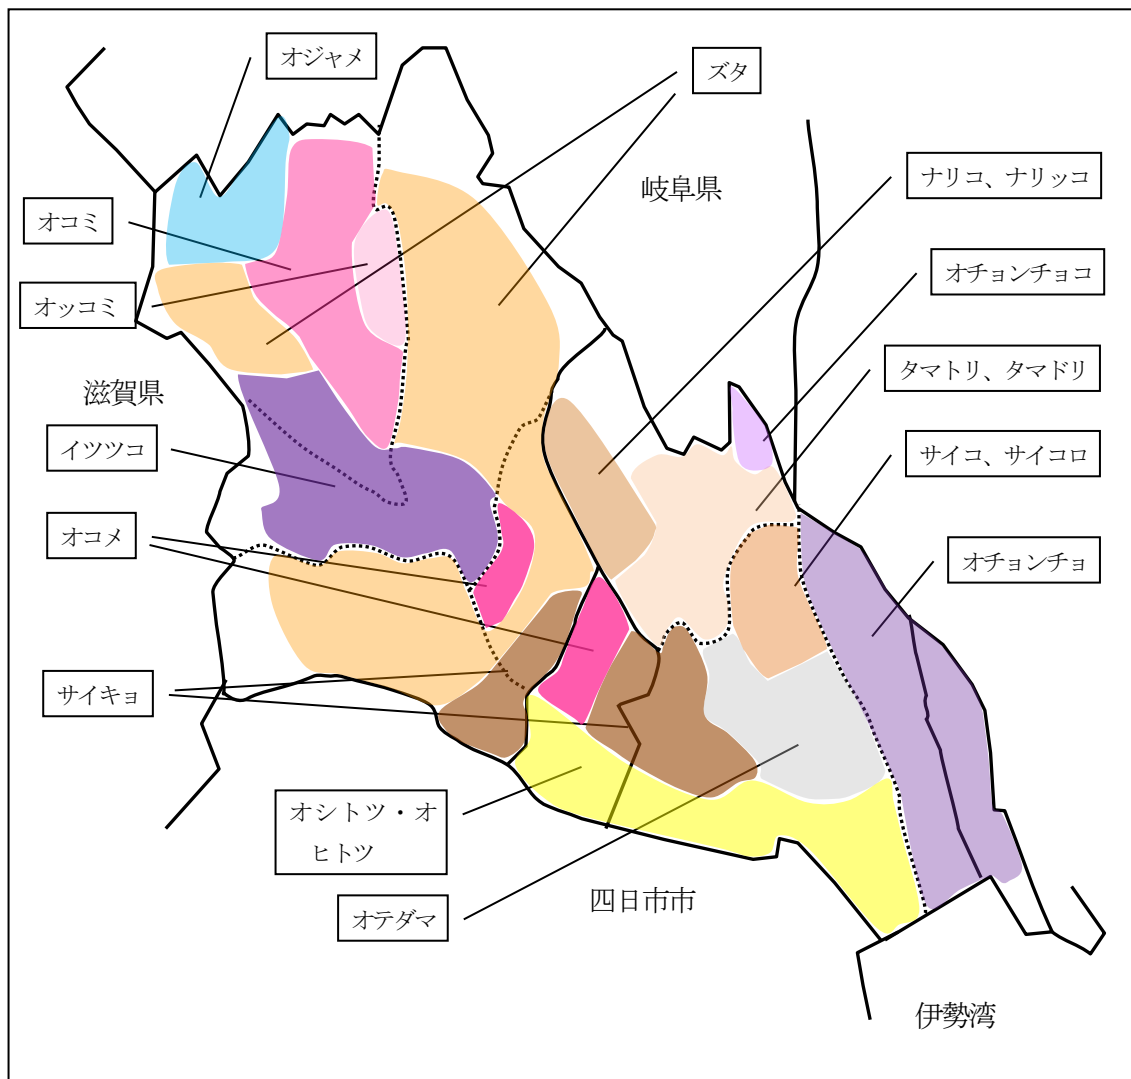 オジャメ
ズタ
岐阜県
ナリコ、ナリッコ
オコミ
オチョンチョコ
オッコミ
タマトリ、タマドリ
滋賀県
イツツコ
サイコ、サイコロ
オコメ
オチョンチョ
サイキョ
オシトツ・オ
ヒトツ
オテダマ
四日市市
伊勢湾